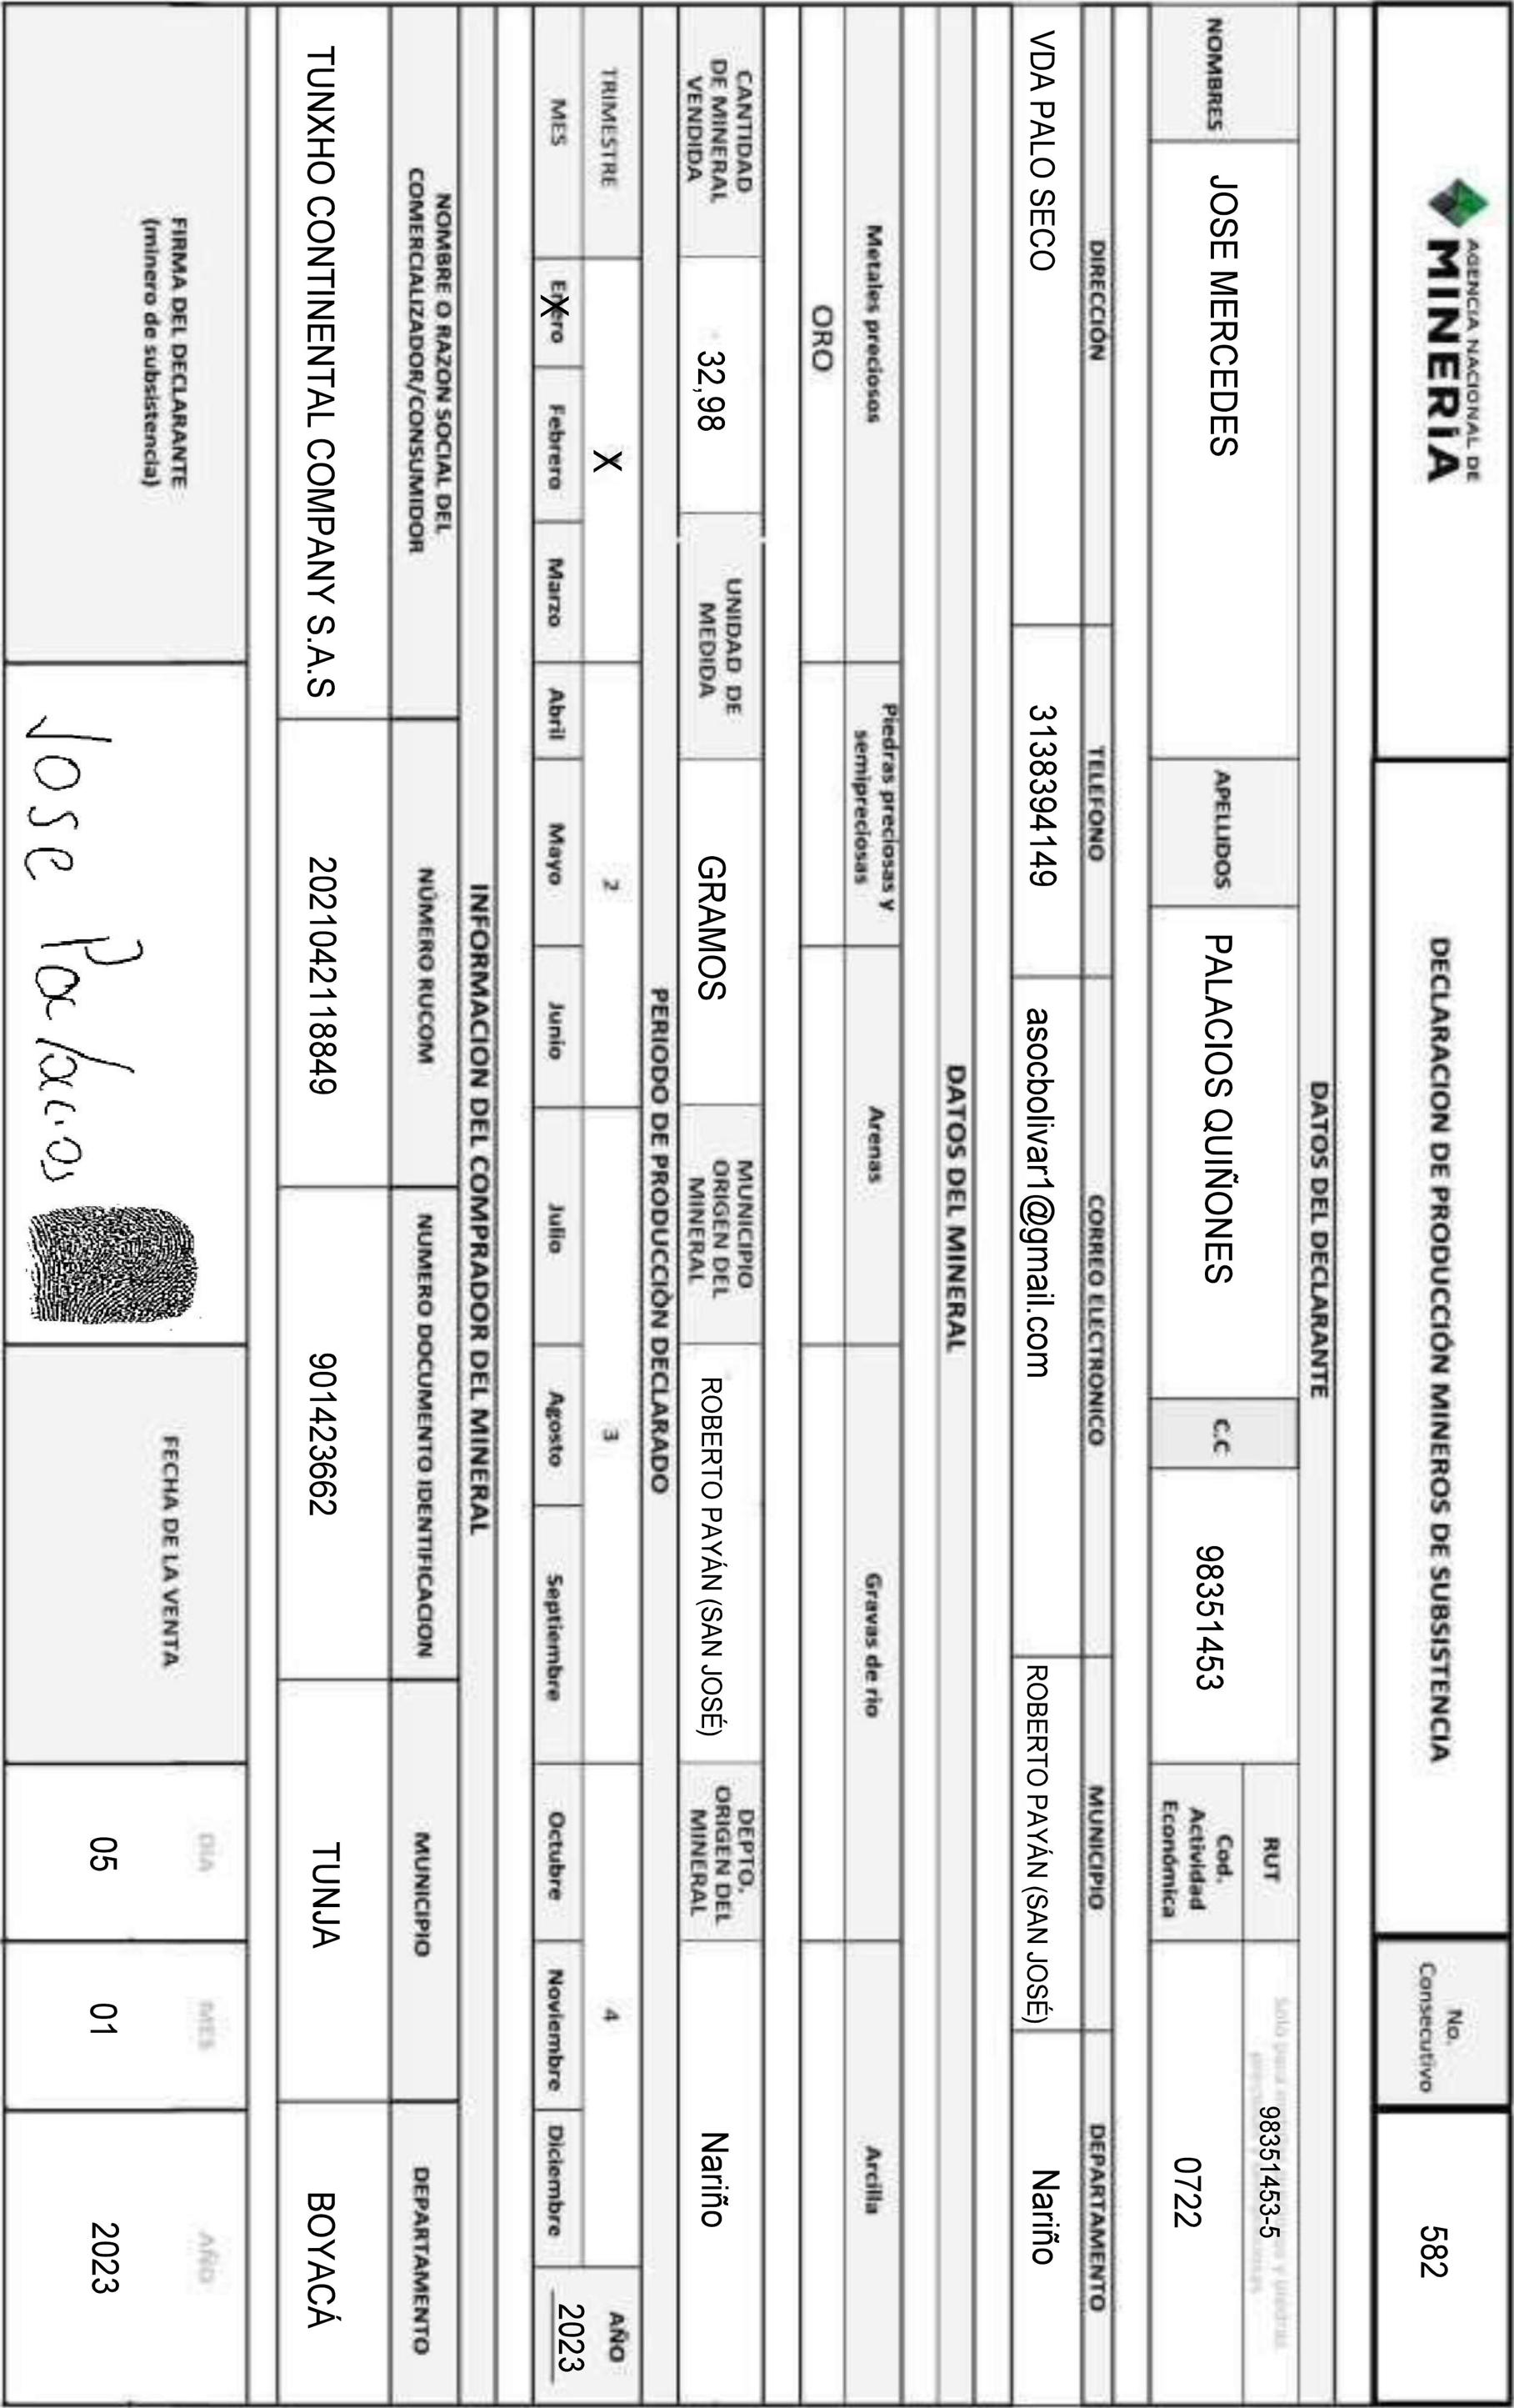 AGENCIA NACIONAL DE
MINERÍA
DECLARACION DE PRODUCCIÓN MINEROS DE SUBSISTENCIA
No.
Consecutivo
582
DATOS DEL DECLARANTE
NOMBRES
JOSE MERCEDES
APELLIDOS
PALACIOS QUIÑONES
C.C
98351453
RUT
98351453-5
Cod.
Actividad
Económica
0722
DIRECCIÓN
TELEFONO
CORREO ELECTRONICO
MUNICIPIO
DEPARTAMENTO
VDA PALO SECO
3138394149
asocbolivar1@gmail.com
ROBERTO PAYÁN (SAN JOSÉ)
Nariño
DATOS DEL MINERAL
Metales preciosos
Piedras preciosas y
semipreciosas
Arenas
Gravas de rio
Arcilla
ORO
CANTIDAD
DE MINERAL
VENDIDA
32,98
UNIDAD DE
MEDIDA
GRAMOS
MUNICIPIO
ORIGEN DEL
MINERAL
ROBERTO PAYÁN (SAN JOSÉ)
DEPTO.
ORIGEN DEL
MINERAL
Nariño
PERIODO DE PRODUCCIÓN DECLARADO
TRIMESTRE
X
2
3
4
AÑO
MES
Enero
X
Febrero
Marzo
Abril
Mayo
Junio
Julio
Agosto
Septiembre
Octubre
Noviembre
Diciembre
2023
INFORMACIÓN DEL COMPRADOR DEL MINERAL
NOMBRE O RAZON SOCIAL DEL
COMERCIALIZADOR/CONSUMIDOR
NÚMERO RUCOM
NUMERO DOCUMENTO IDENTIFICACION
MUNICIPIO
DEPARTAMENTO
TUNXHO CONTINENTAL COMPANY S.A.S
2021042118849
901423662
TUNJA
BOYACÁ
FIRMA DEL DECLARANTE
(minero de subsistencia)
Jose Palacios
FECHA DE LA VENTA
DIA
MES
AÑO
05
01
2023